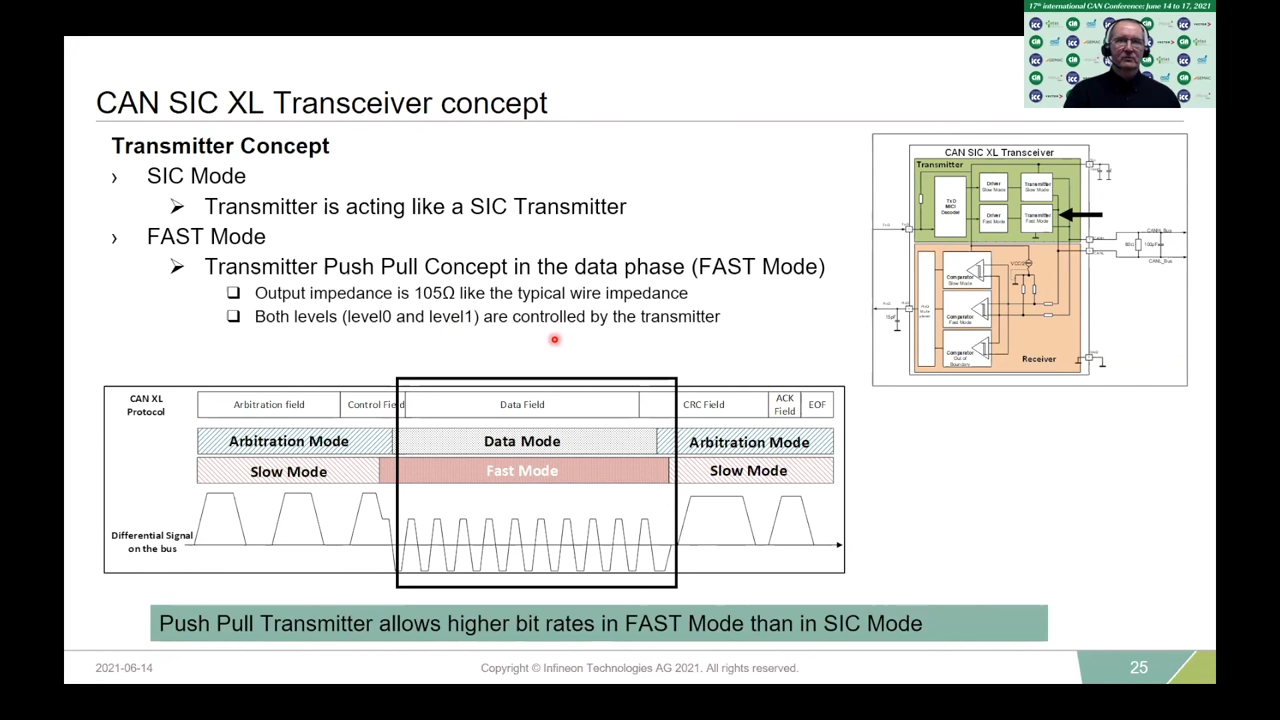 17th international CAN Conference: June 14 to 17, 2021
CAN SIC XL Transceiver concept
Transmitter Concept
› SIC Mode
➢ Transmitter is acting like a SIC Transmitter
› FAST Mode
➢ Transmitter Push Pull Concept in the data phase (FAST Mode)
❑ Output impedance is 105Ω like the typical wire impedance
❑ Both levels (level0 and level1) are controlled by the transmitter
CAN SIC XL Transceiver
Transmitter
TxD
MICI
Decoder
Driver
Slow Mode
Transmitter
Slow Mode
Driver
Fast Mode
Transmitter
Fast Mode
CANH_Bus
CANL_Bus
Comparator
Slow Mode
Comparator
Fast Mode
Comparator
Out of
Boundary
Receiver
CAN XL
Protocol
Arbitration field
Control Field
Data Field
CRC Field
ACK
Field
EOF
Arbitration Mode
Data Mode
Arbitration Mode
Slow Mode
Fast Mode
Slow Mode
Differential Signal
on the bus
Push Pull Transmitter allows higher bit rates in FAST Mode than in SIC Mode
2021-06-14
Copyright © Infineon Technologies AG 2021. All rights reserved.
25